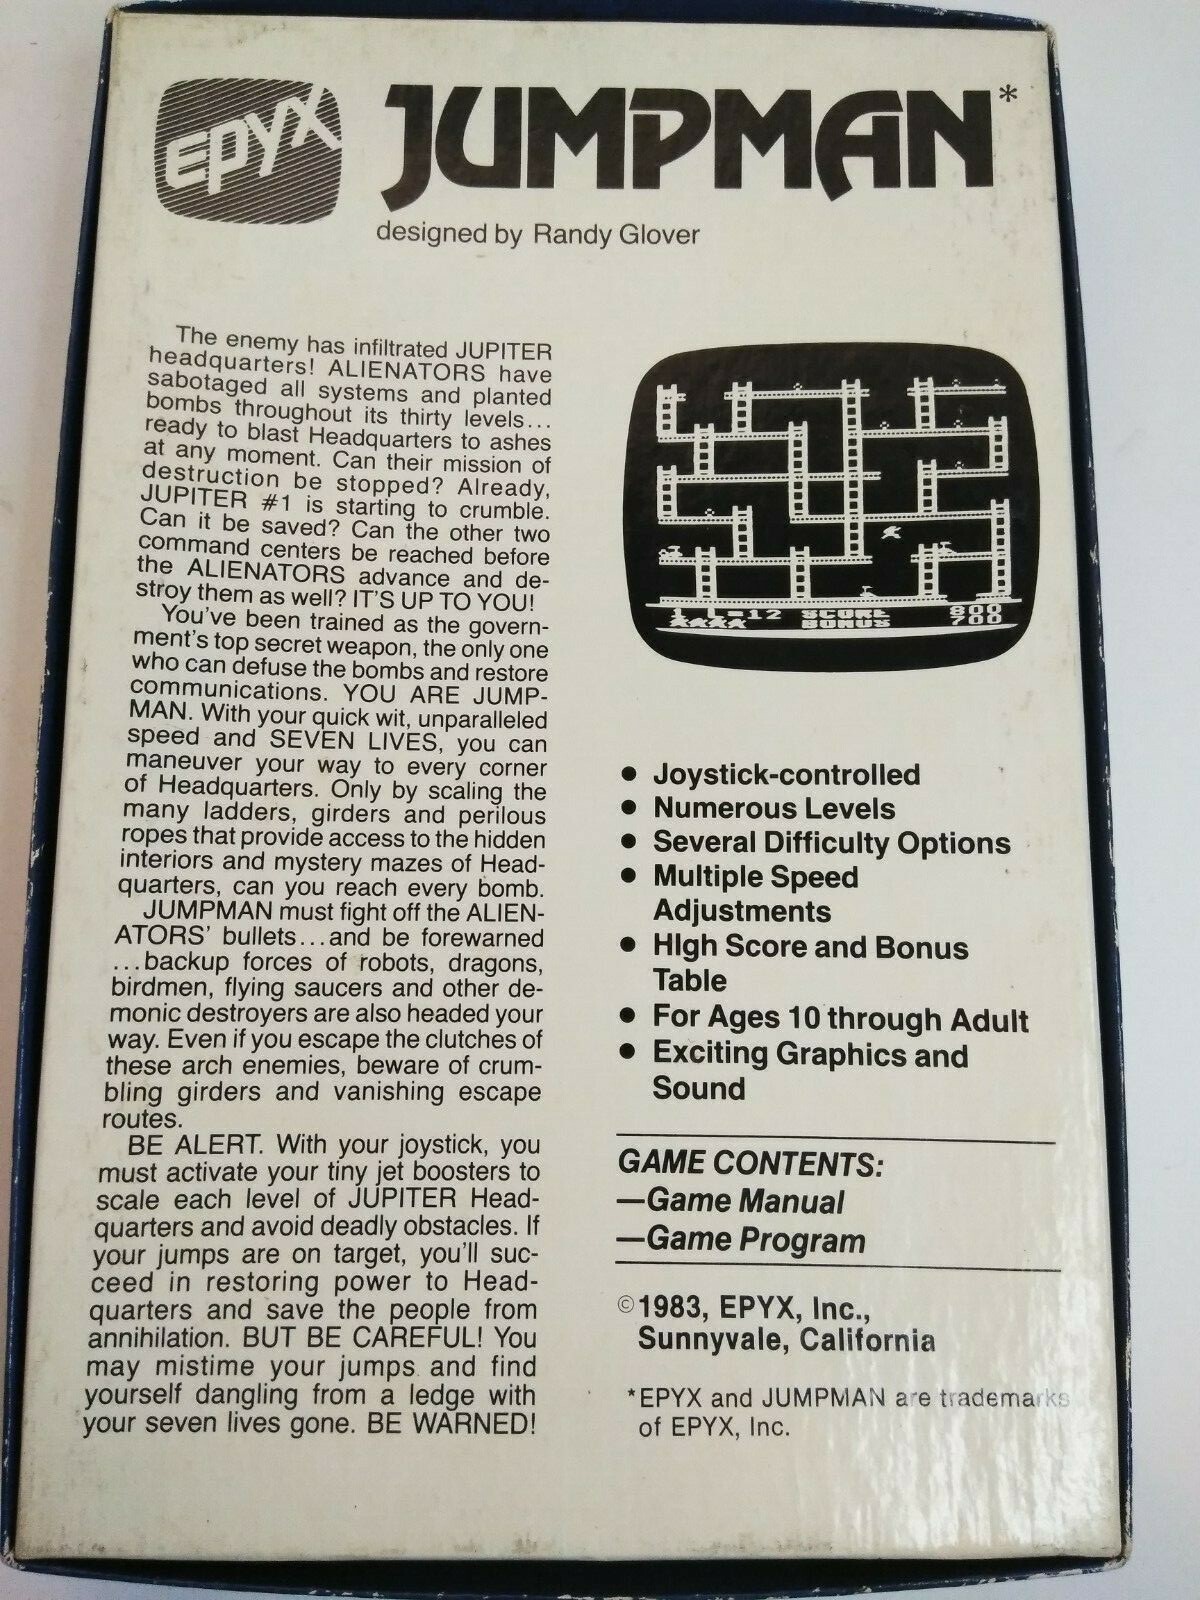 EPYX
JUMPMAN*
designed by Randy Glover
The enemy has infiltrated JUPITER
headquarters! ALIENATORS have
sabotaged all systems and planted
bombs throughout its thirty levels...
ready to blast Headquarters to ashes
at any moment. Can their mission of
destruction be stopped? Already,
JUPITER #1 is starting to crumble.
Can it be saved? Can the other two
command centers be reached before
the ALIENATORS advance and de-
stroy them as well? IT'S UP TO YOU!
You've been trained as the govern-
ment's top secret weapon, the only one
who can defuse the bombs and restore
communications. YOU ARE JUMP-
MAN. With your quick wit, unparalleled
speed and SEVEN LIVES, you can
maneuver your way to every corner
of Headquarters. Only by scaling the
many ladders, girders and perilous
ropes that provide access to the hidden
interiors and mystery mazes of Head-
quarters, can you reach every bomb.
JUMPMAN must fight off the ALIEN-
ATORS' bullets...and be forewarned
...backup forces of robots, dragons,
birdmen, flying saucers and other de-
monic destroyers are also headed your
way. Even if you escape the clutches of
these arch enemies, beware of crum-
bling girders and vanishing escape
routes.
BE ALERT. With your joystick, you
must activate your tiny jet boosters to
scale each level of JUPITER Head-
quarters and avoid deadly obstacles. If
your jumps are on target, you'll suc-
ceed in restoring power to Head-
quarters and save the people from
annihilation. BUT BE CAREFUL! You
may mistime your jumps and find
yourself dangling from a ledge with
your seven lives gone. BE WARNED!
1 L=12 SCORE 800
BONUS 700
● Joystick-controlled
● Numerous Levels
● Several Difficulty Options
● Multiple Speed
Adjustments
● HIgh Score and Bonus
Table
● For Ages 10 through Adult
● Exciting Graphics and
Sound
GAME CONTENTS:
—Game Manual
—Game Program
©1983, EPYX, Inc.,
Sunnyvale, California
*EPYX and JUMPMAN are trademarks
of EPYX, Inc.